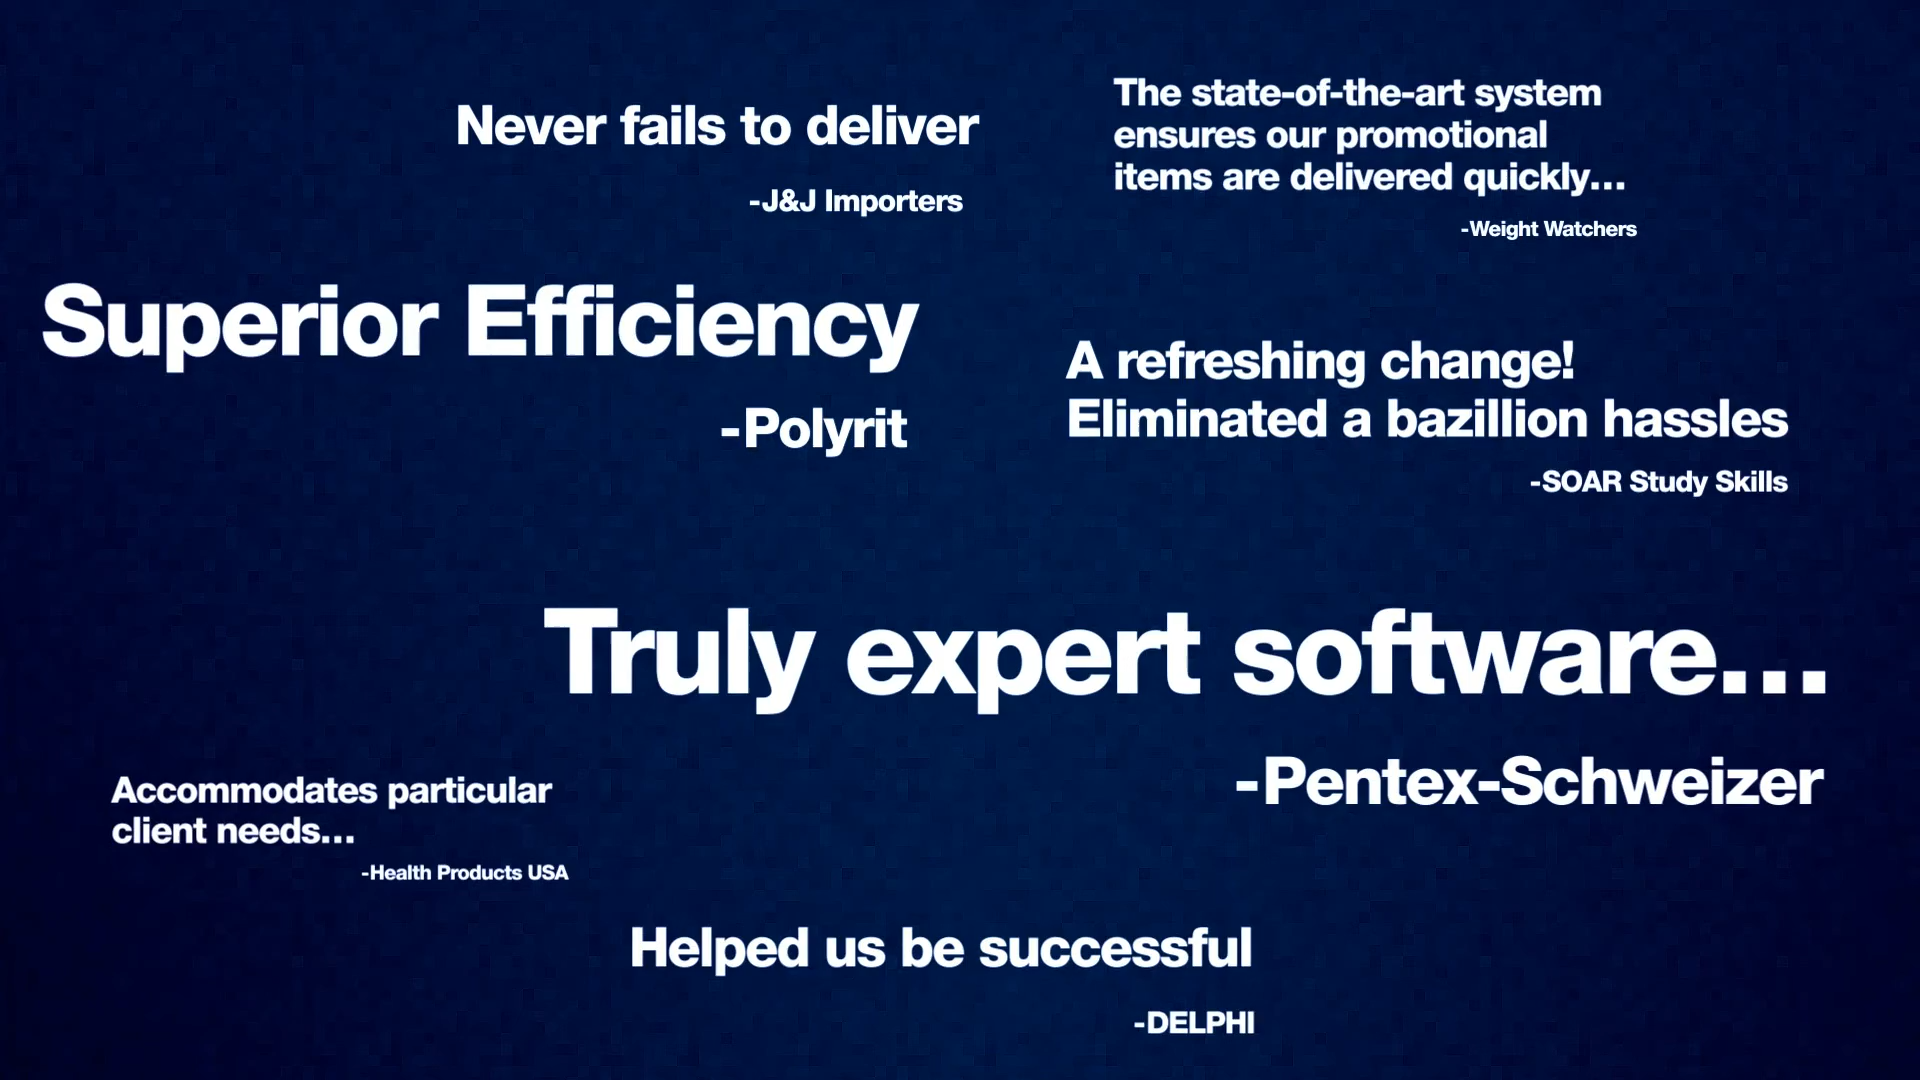 Never fails to deliver
-J&J Importers
The state-of-the-art system
ensures our promotional
items are delivered quickly...
-Weight Watchers
Superior Efficiency
-Polyrit
A refreshing change!
Eliminated a bazillion hassles
-SOAR Study Skills
Truly expert software...
-Pentex-Schweizer
Accommodates particular
client needs...
-Health Products USA
Helped us be successful
-DELPHI